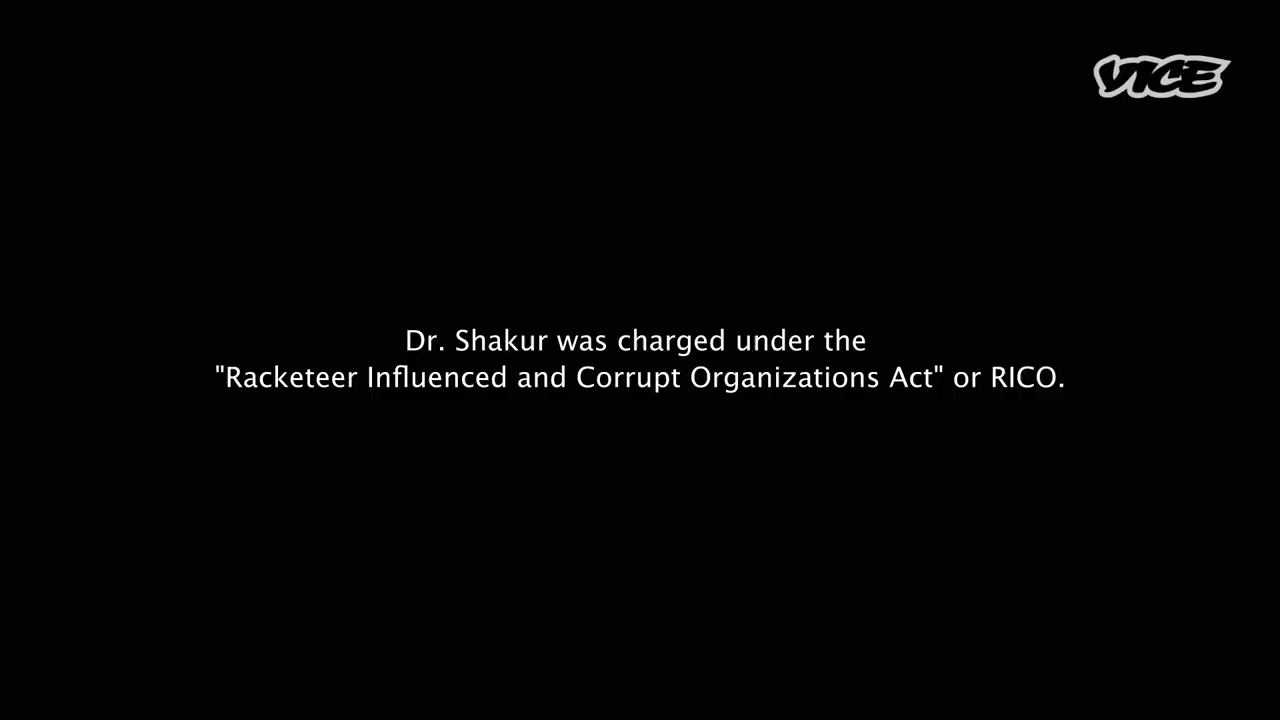 VICE
Dr. Shakur was charged under the
"Racketeer Influenced and Corrupt Organizations Act" or RICO.